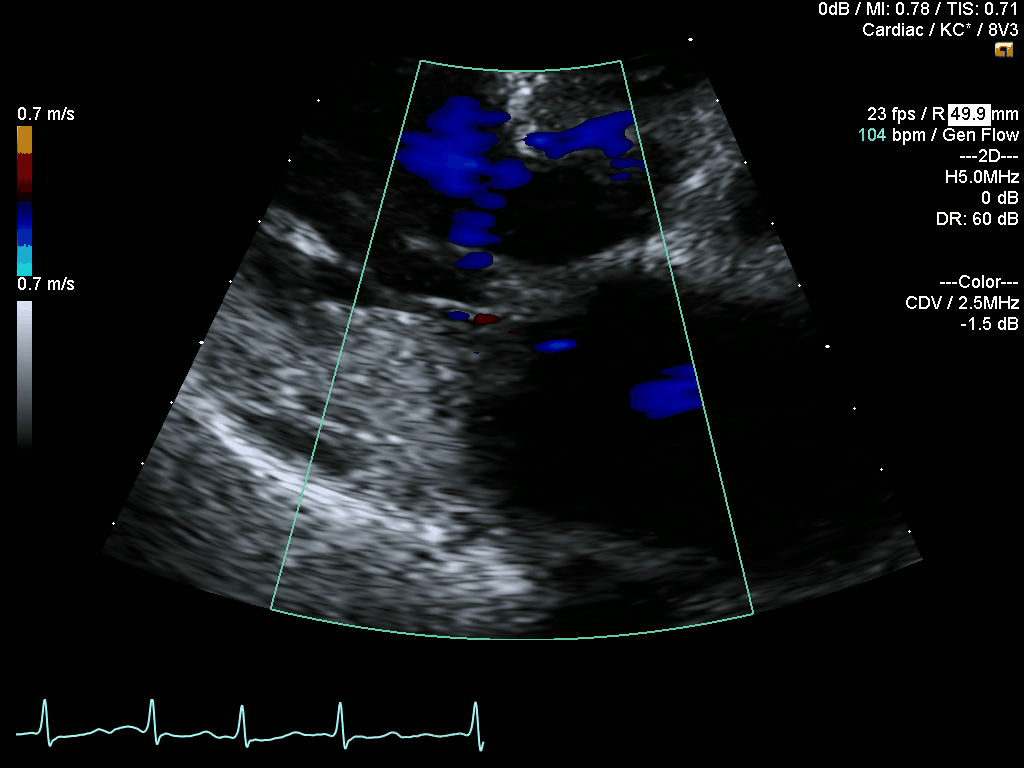 0dB / MI: 0.78 / TIS: 0.71
Cardiac / KC* / 8V3
0.7 m/s
23 fps / R 49.9 mm
104 bpm / Gen Flow
---2D---
H5.0MHz
0 dB
DR: 60 dB
0.7 m/s
---Color---
CDV / 2.5MHz
-1.5 dB